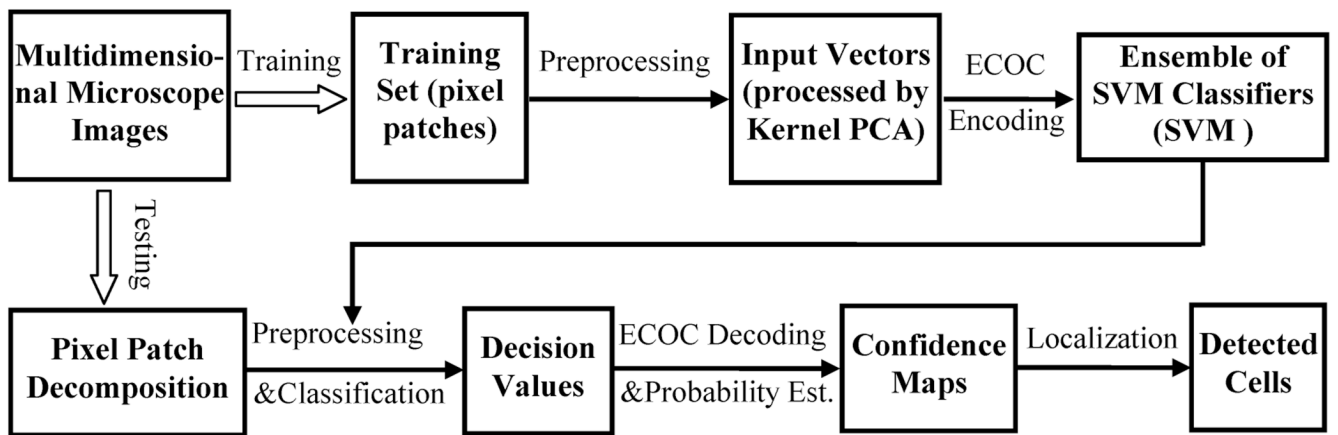 Multidimensio-
nal Microscope
Images
Training
Training
Set (pixel
patches)
Preprocessing
Input Vectors
(processed by
Kernel PCA)
ECOC
Encoding
Ensemble of
SVM Classifiers
(SVM )
Testing
Pixel Patch
Decomposition
Preprocessing
&Classification
Decision
Values
ECOC Decoding
&Probability Est.
Confidence
Maps
Localization
Detected
Cells